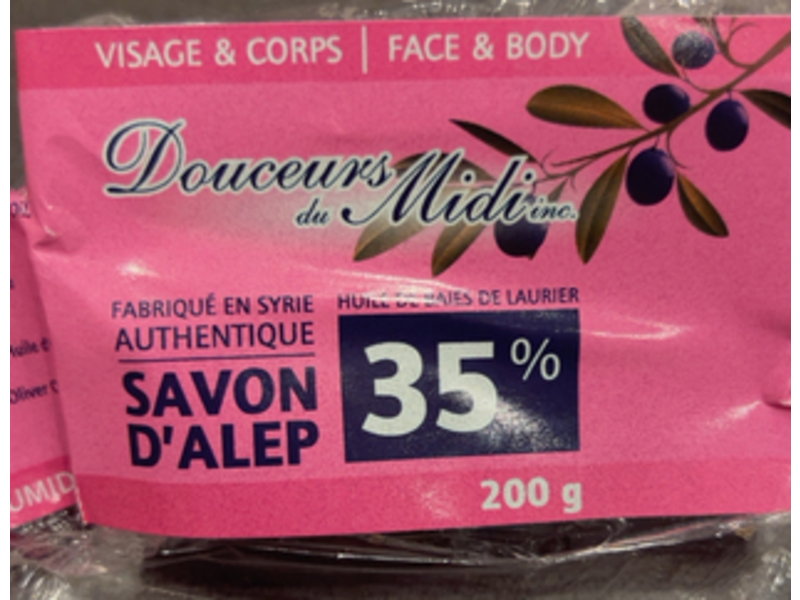 VISAGE & CORPS | FACE & BODY
Douceurs
du Midi inc.
FABRIQUÉ EN SYRIE
AUTHENTIQUE
SAVON
D'ALEP
HUILE DE BAIES DE LAURIER
35%
200 g